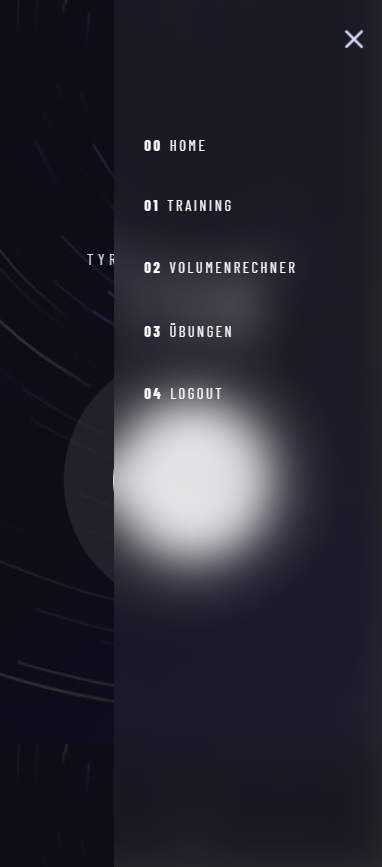 00 HOME
01 TRAINING
02 VOLUMENRECHNER
TYR
03 ÜBUNGEN
04 LOGOUT